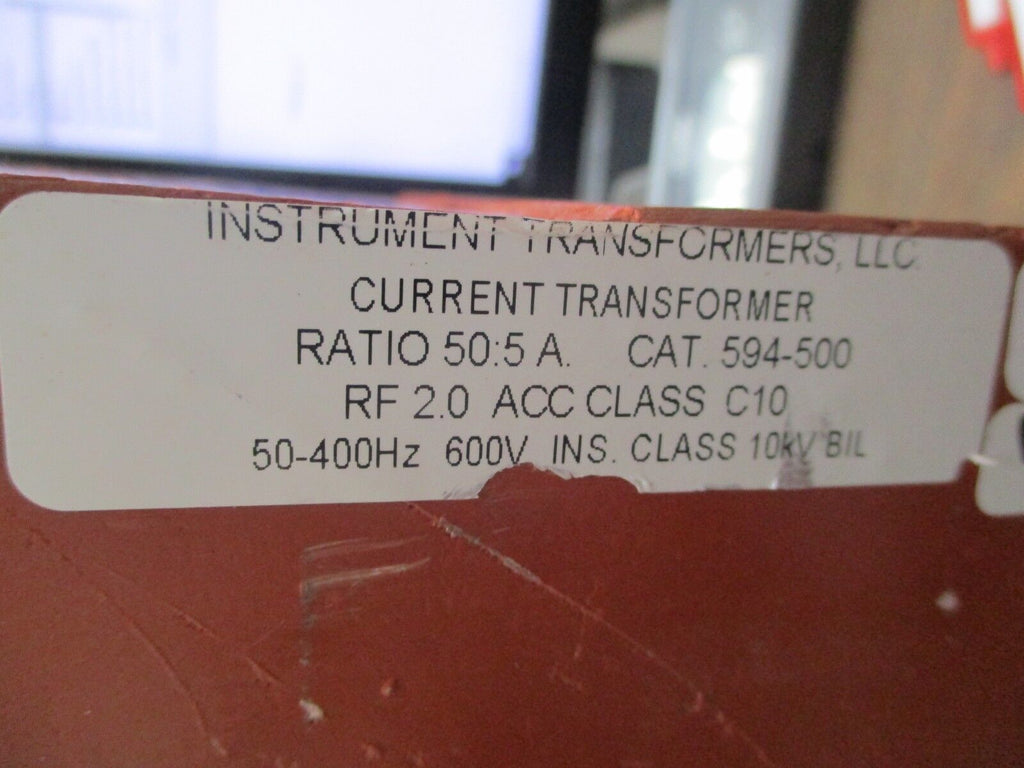 INSTRUMENT TRANSFORMERS, LLC.
CURRENT TRANSFORMER
RATIO 50:5 A. CAT. 594-500
RF 2.0 ACC CLASS C10
50-400Hz 600V INS. CLASS 10kV BIL